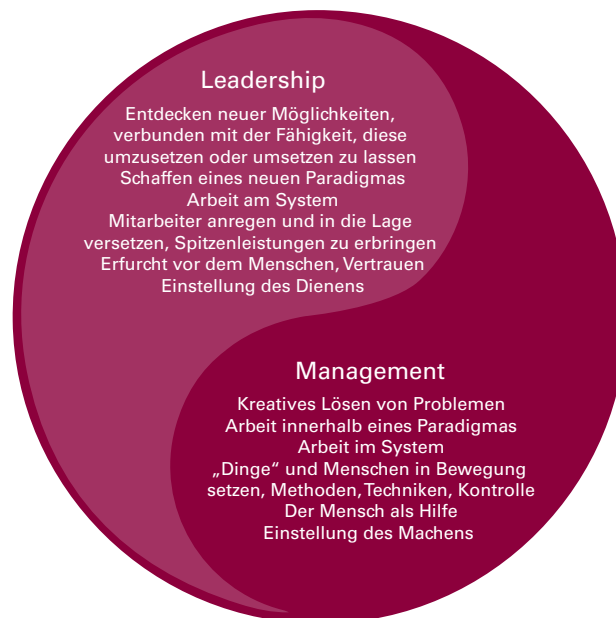 Leadership
Entdecken neuer Möglichkeiten,
verbunden mit der Fähigkeit, diese
umzusetzen oder umsetzen zu lassen
Schaffen eines neuen Paradigmas
Arbeit am System
Mitarbeiter anregen und in die Lage
versetzen, Spitzenleistungen zu erbringen
Erfurcht vor dem Menschen, Vertrauen
Einstellung des Dienens
Management
Kreatives Lösen von Problemen
Arbeit innerhalb eines Paradigmas
Arbeit im System
„Dinge“ und Menschen in Bewegung
setzen, Methoden, Techniken, Kontrolle
Der Mensch als Hilfe
Einstellung des Machens